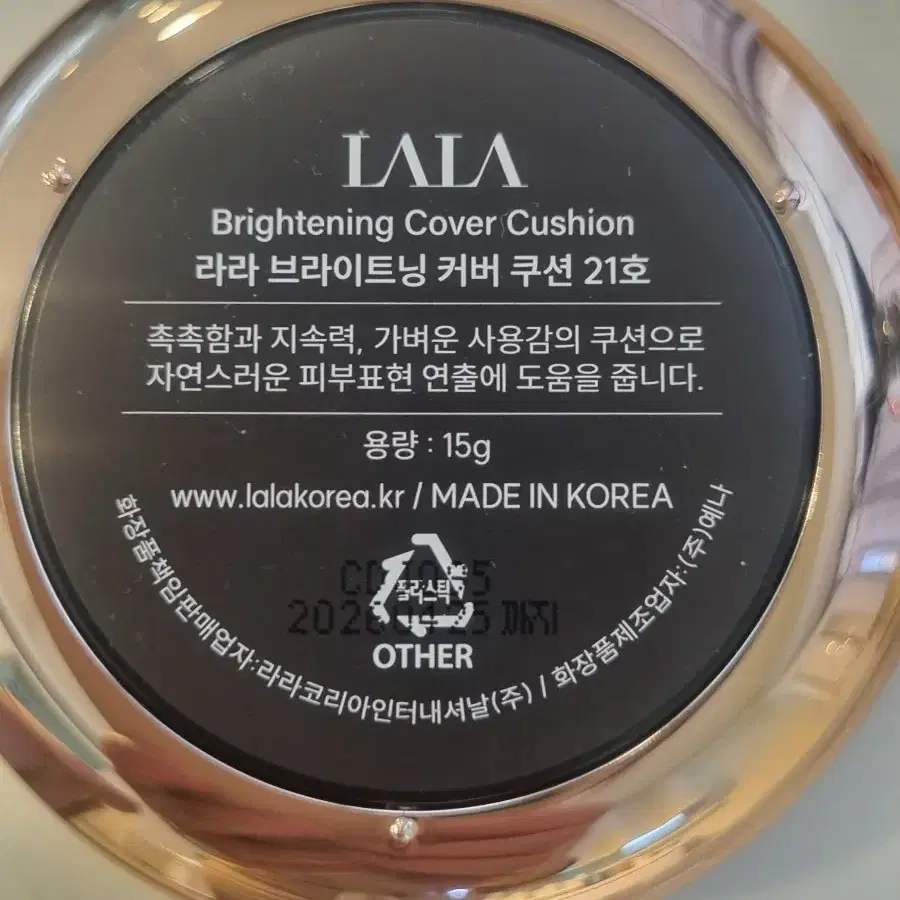 LALA
Brightening Cover Cushion
라라 브라이트닝 커버 쿠션 21호
촉촉함과 지속력, 가벼운 사용감의 쿠션으로
자연스러운 피부표현 연출에 도움을 줍니다.
용량 : 15g
www.lalakorea.kr / MADE IN KOREA
플라스틱
까지
OTHER
화장품책임판매업자:라라코리아인터내셔날(주) / 화장품제조업자:(주)예나